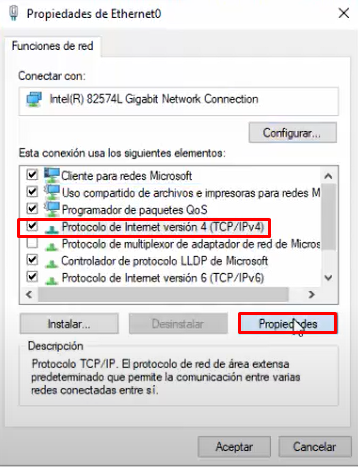 Propiedades de Ethernet0
Funciones de red
Conectar con:
Intel(R) 82574L Gigabit Network Connection
Configurar...
Esta conexión usa los siguientes elementos:
Cliente para redes Microsoft
Uso compartido de archivos e impresoras para redes M
Programador de paquetes QoS
Protocolo de Internet versión 4 (TCP/IPv4)
Protocolo de multiplexor de adaptador de red de Micros
Controlador de protocolo LLDP de Microsoft
Protocolo de Internet versión 6 (TCP/IPv6)
Instalar... Desinstalar Propiedades
Descripción
Protocolo TCP/IP. El protocolo de red de área extensa
predeterminado que permite la comunicación entre varias
redes conectadas entre sí.
Aceptar Cancelar